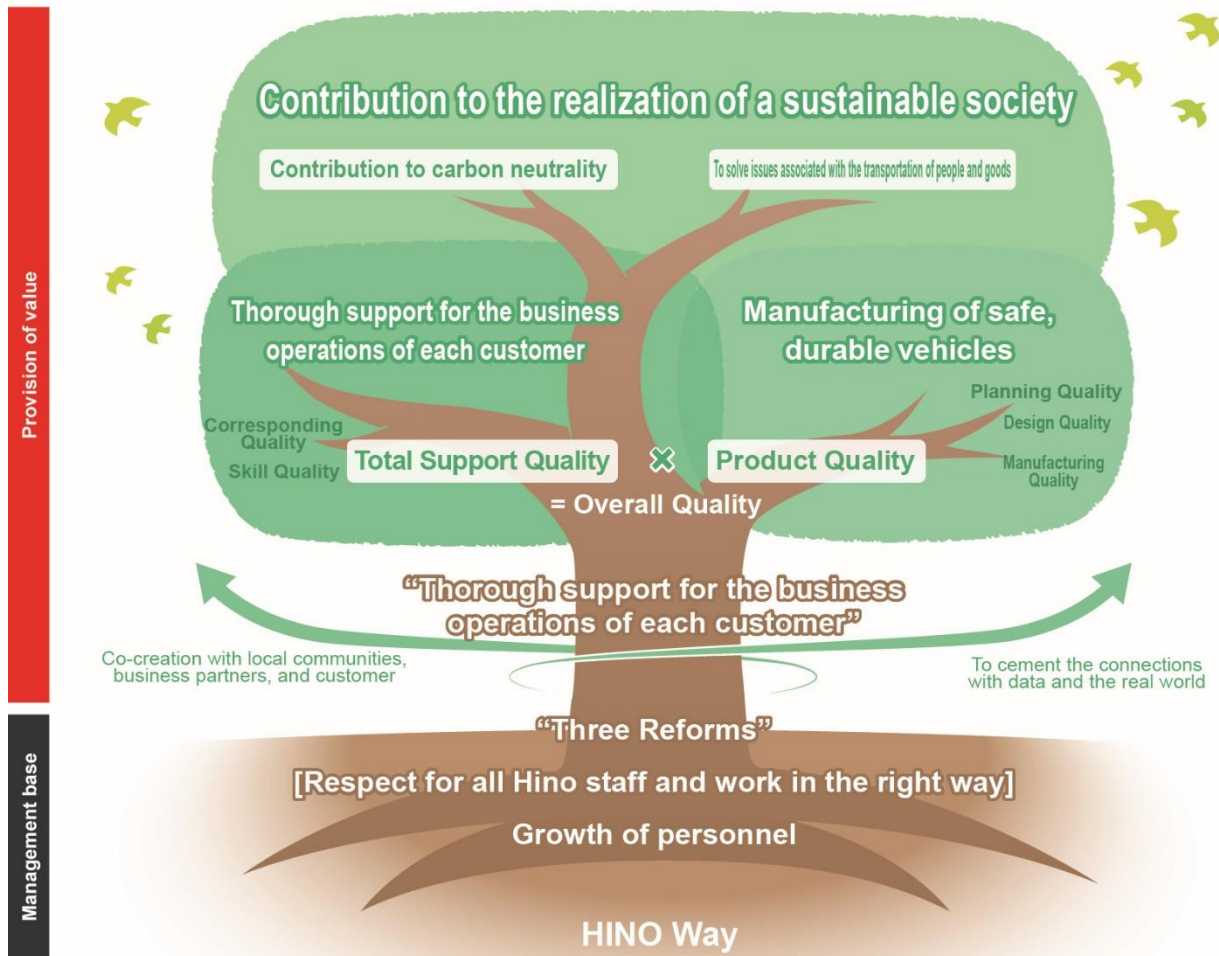 Provision of value
Contribution to the realization of a sustainable society
Contribution to carbon neutrality
To solve issues associated with the transportation of people and goods
Thorough support for the business
operations of each customer
Manufacturing of safe,
durable vehicles
Corresponding
Quality
Skill Quality
Total Support Quality
×
Product Quality
Planning Quality
Design Quality
Manufacturing
Quality
= Overall Quality
“Thorough support for the business
operations of each customer”
Co-creation with local communities,
business partners, and customer
To cement the connections
with data and the real world
Management base
“Three Reforms”
[Respect for all Hino staff and work in the right way]
Growth of personnel
HINO Way